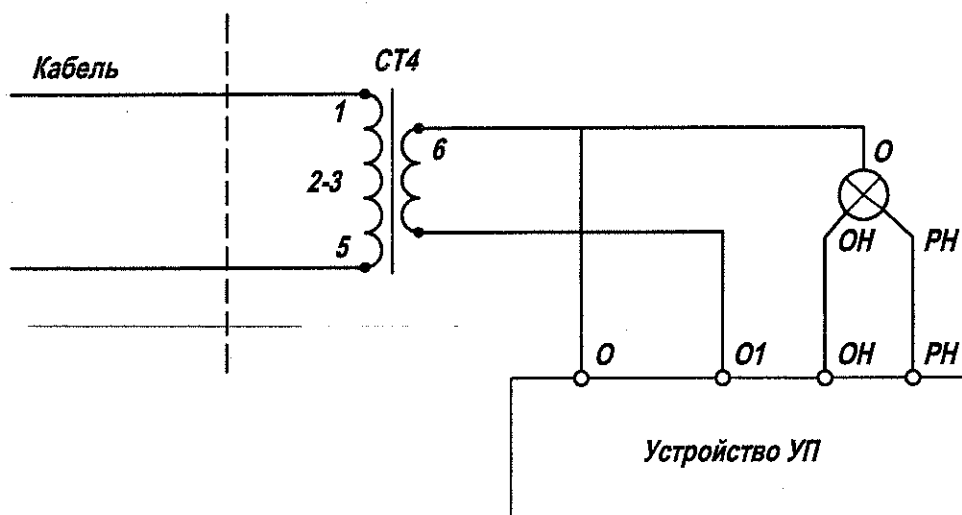 Кабель
СТ4
1
6
2-3
5
О
ОН
РН
О
О1
ОН
РН
Устройство УП